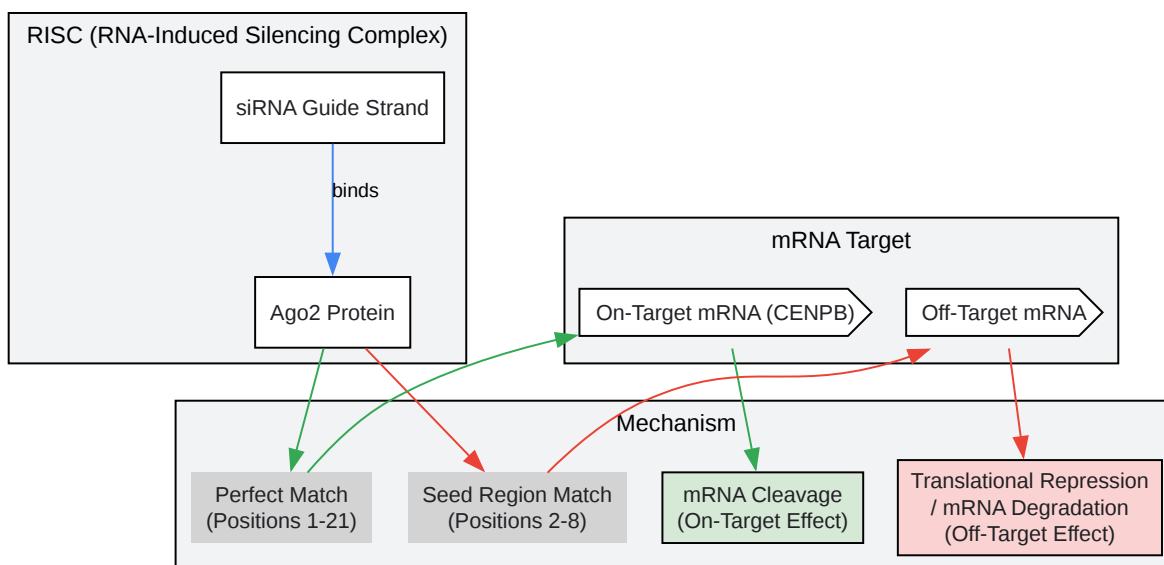 RISC (RNA-Induced Silencing Complex)
siRNA Guide Strand
binds
Ago2 Protein
mRNA Target
On-Target mRNA (CENPB)
Off-Target mRNA
Mechanism
Perfect Match
(Positions 1-21)
Seed Region Match
(Positions 2-8)
mRNA Cleavage
(On-Target Effect)
Translational Repression
/ mRNA Degradation
(Off-Target Effect)